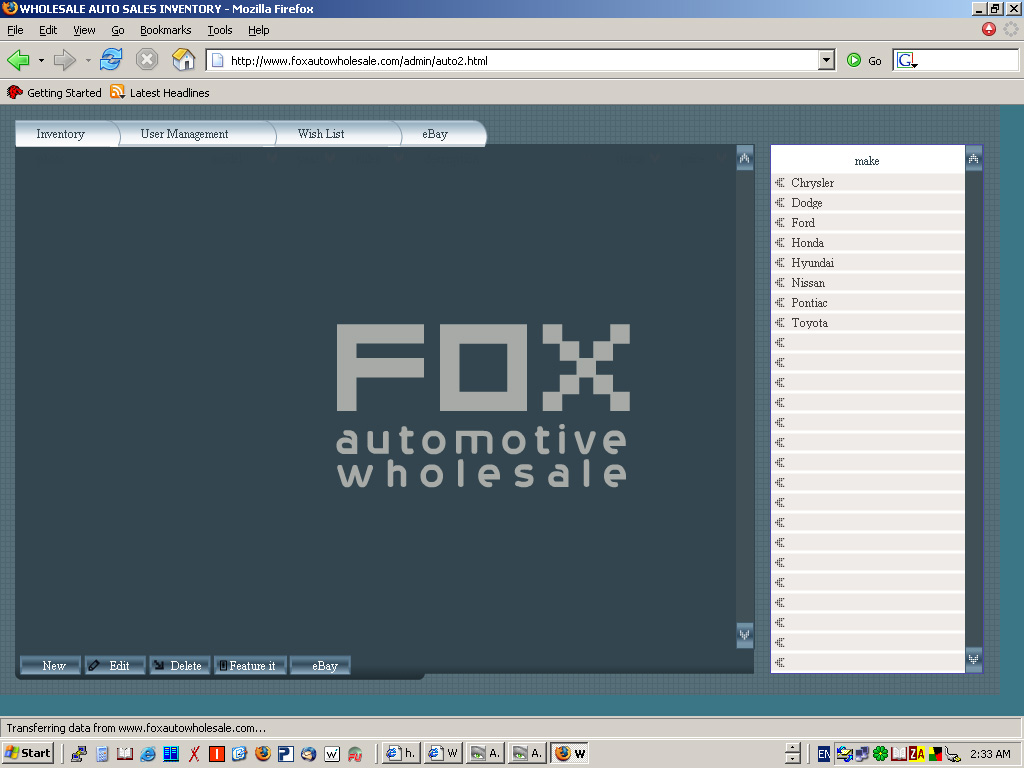 WHOLESALE AUTO SALES INVENTORY - Mozilla Firefox
File Edit View Go Bookmarks Tools Help
http://www.foxautowholesale.com/admin/auto2.html Go G
Getting Started Latest Headlines
Inventory User Management Wish List eBay
make
Chrysler
Dodge
Ford
Honda
Hyundai
Nissan
Pontiac
Toyota
FOX
automotive
wholesale
New Edit Delete Feature it eBay
Transferring data from www.foxautowholesale.com...
Start h. W A. A. W EN ZA 2:33 AM